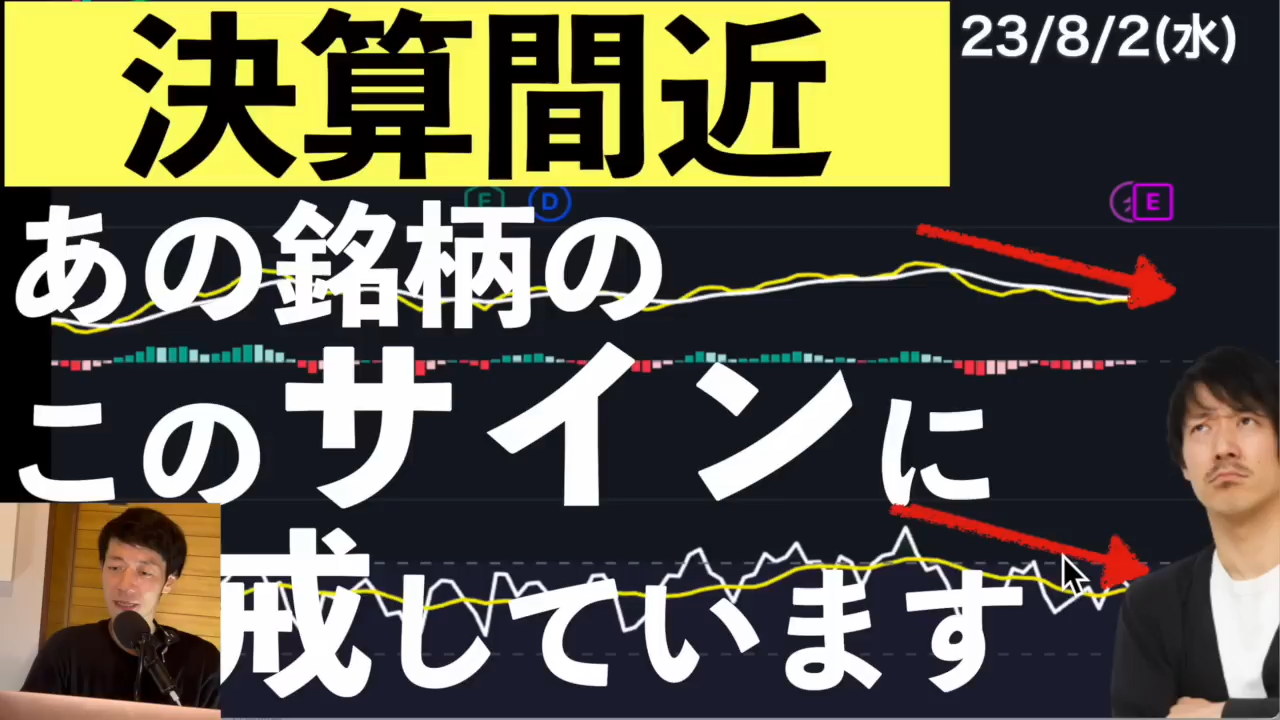 決算間近
23/8/2(水)
E D E
あの銘柄の
このサインに
戒しています